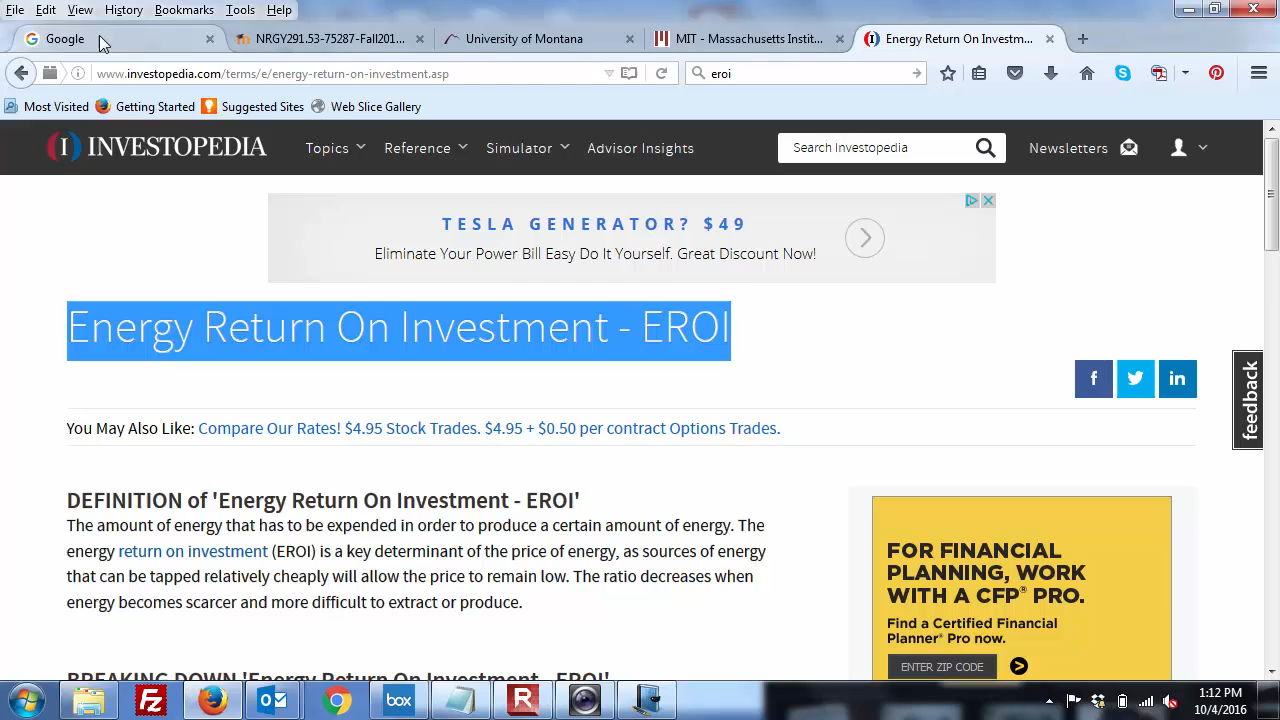 File Edit View History Bookmarks Tools Help
Google
NRGY291.53-75287-Fall201...
University of Montana
MIT - Massachusetts Instit...
Energy Return On Investm...
www.investopedia.com/terms/e/energy-return-on-investment.asp
eroi
Most Visited Getting Started Suggested Sites Web Slice Gallery
INVESTOPEDIA Topics Reference Simulator Advisor Insights Search Investopedia Newsletters
TESLA GENERATOR? $49
Eliminate Your Power Bill Easy Do It Yourself. Great Discount Now!
Energy Return On Investment - EROI
feedback
You May Also Like: Compare Our Rates! $4.95 Stock Trades. $4.95 + $0.50 per contract Options Trades.
DEFINITION of 'Energy Return On Investment - EROI'
The amount of energy that has to be expended in order to produce a certain amount of energy. The
energy return on investment (EROI) is a key determinant of the price of energy, as sources of energy
that can be tapped relatively cheaply will allow the price to remain low. The ratio decreases when
energy becomes scarcer and more difficult to extract or produce.
FOR FINANCIAL
PLANNING, WORK
WITH A CFP® PRO.
Find a Certified Financial
Planner® Pro now.
ENTER ZIP CODE
BREAKING DOWN 'Energy Return On Investment - EROI'
box
1:12 PM
10/4/2016